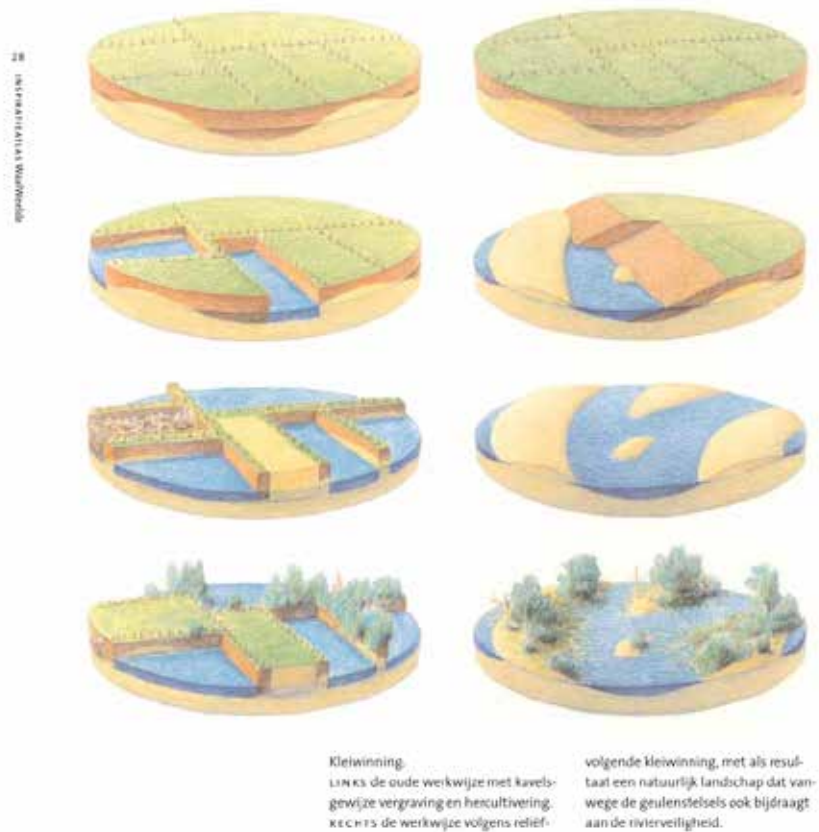 28
INSPIRATIEATLAS WaalWeelde
Kleiwinning.
LINKS de oude werkwijze met kavels-
gewijze vergraving en hercultivering.
RECHTS de werkwijze volgens reliëf-
volgende kleiwinning, met als resul-
taat een natuurlijk landschap dat van-
wege de geulenstelsels ook bijdraagt
aan de rivierveiligheid.